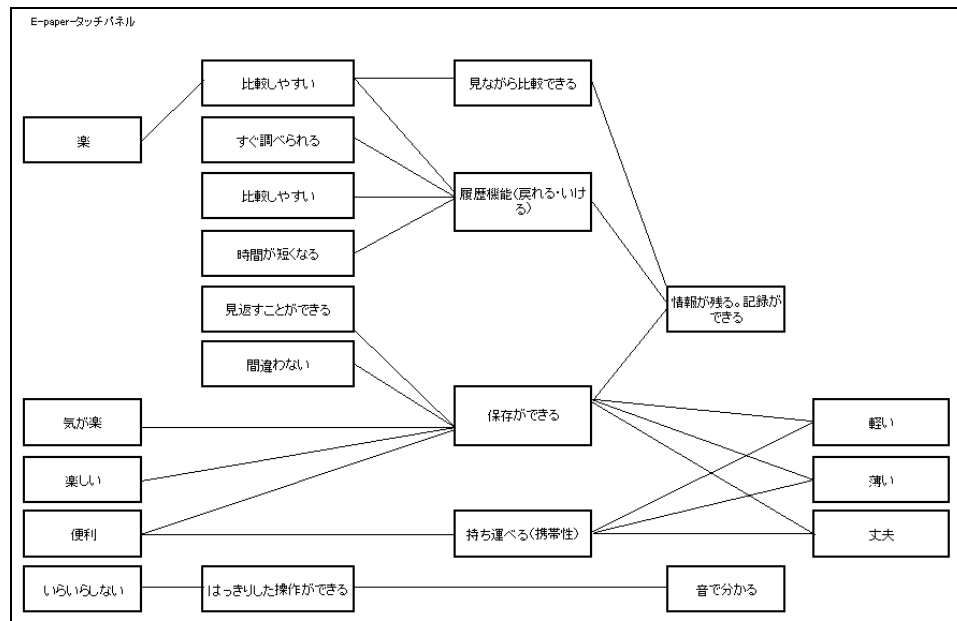 E-paper-タッチパネル
比較しやすい
見ながら比較できる
楽
すぐ調べられる
比較しやすい
履歴機能(戻れる・いけ
る)
時間が短くなる
見返すことができる
情報が残る。記録が
できる
間違わない
気が楽
保存ができる
軽い
楽しい
薄い
便利
持ち運べる(携帯性)
丈夫
いらいらしない
はっきりした操作ができる
音で分かる